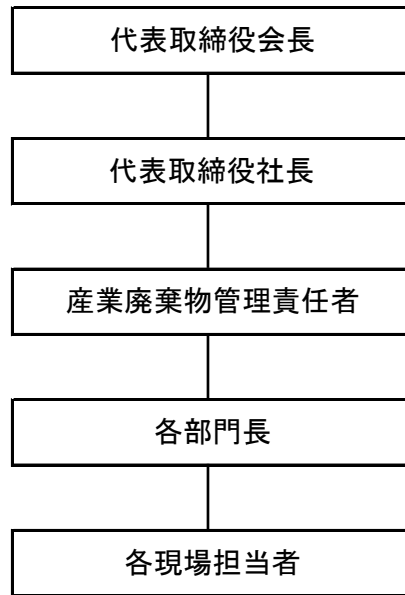 代表取締役会長
代表取締役社長
産業廃棄物管理責任者
各部門長
各現場担当者